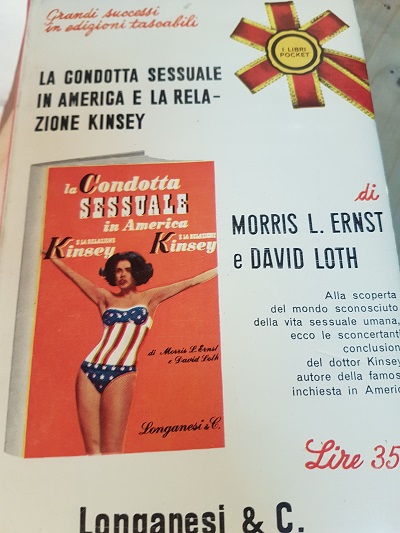 Grandi successi
in edizioni tascabili
I LIBRI
POCKET
LA CONDOTTA SESSUALE
IN AMERICA E LA RELA-
ZIONE KINSEY
la Condotta
SESSUALE
in America
E LA RELAZIONE
Kinsey
E LA RELAZIONE
Kinsey
di Morris L. Ernst
e David Loth
Longanesi & C.
di
MORRIS L. ERNST
e DAVID LOTH
Alla scoperta
del mondo sconosciuto
della vita sessuale umana,
ecco le sconcertanti
conclusion
del dottor Kinsey
autore della famos
inchiesta in Americ
Lire 35
Longanesi & C.